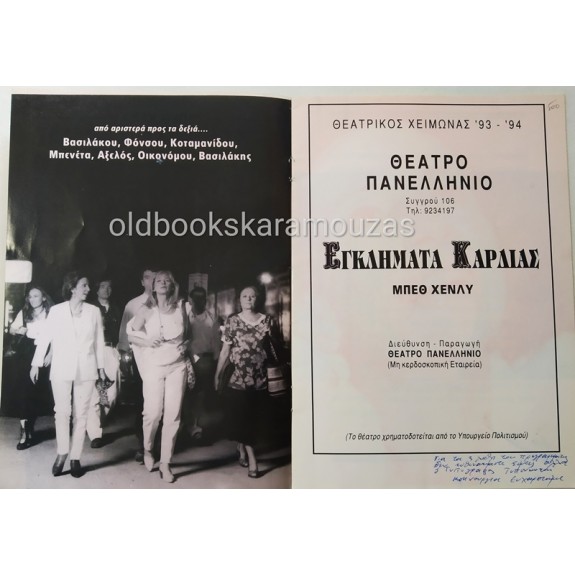 από αριστερά προς τα δεξιά....
Βασιλάκου, Φόνσου, Κοταμανίδου,
Μπενέτα, Αξελός, Οικονόμου, Βασιλάκης
oldbookskaramouzas
ΘΕΑΤΡΙΚΟΣ ΧΕΙΜΩΝΑΣ '93 - '94
ΘΕΑΤΡΟ
ΠΑΝΕΛΛΗΝΙΟ
Συγγρού 106
Τηλ: 9234197
ΕΓΚΛΗΜΑΤΑ ΚΑΡΔΙΑΣ
ΜΠΕΘ ΧΕΝΛΥ
Διεύθυνση - Παραγωγή
ΘΕΑΤΡΟ ΠΑΝΕΛΛΗΝΙΟ
(Μη κερδοσκοπική Εταιρεία)
(Το θέατρο χρηματοδοτείται από το Υπουργείο Πολιτισμού)
Για τα